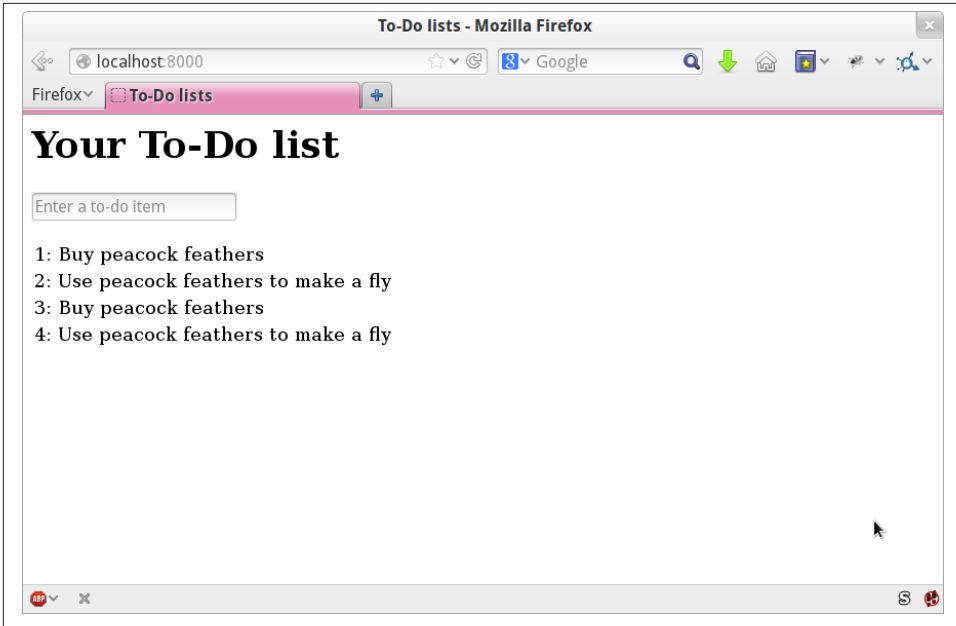 To-Do lists - Mozilla Firefox
localhost:8000
8 Google
Firefox
To-Do lists
Your To-Do list
Enter a to-do item
1: Buy peacock feathers
2: Use peacock feathers to make a fly
3: Buy peacock feathers
4: Use peacock feathers to make a fly
ABP
S